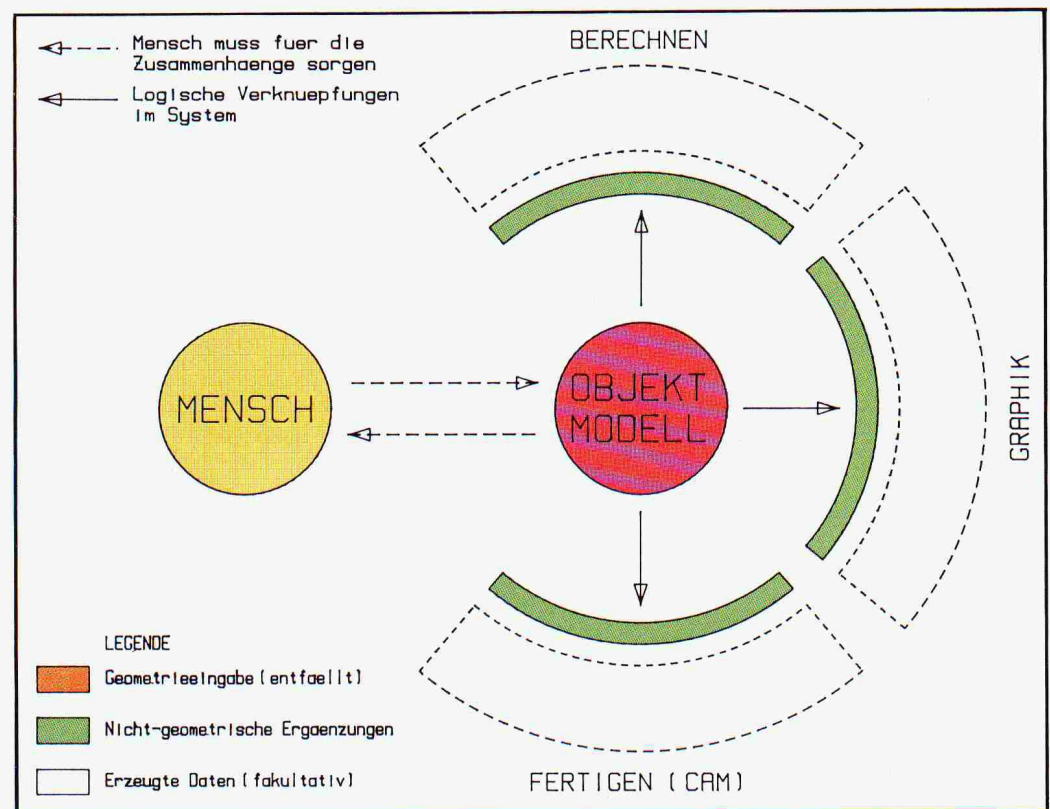 Mensch muss fuer die
Zusammenhaenge sorgen
Logische Verknuepfungen
im System
BERECHNEN
MENSCH
OBJEKT
MODELL
GRAPHIK
LEGENDE
Geometrieeingabe (entfaellt)
Nicht-geometrische Ergaenzungen
Erzeugte Daten (fakultativ)
FERTIGEN (CAM)